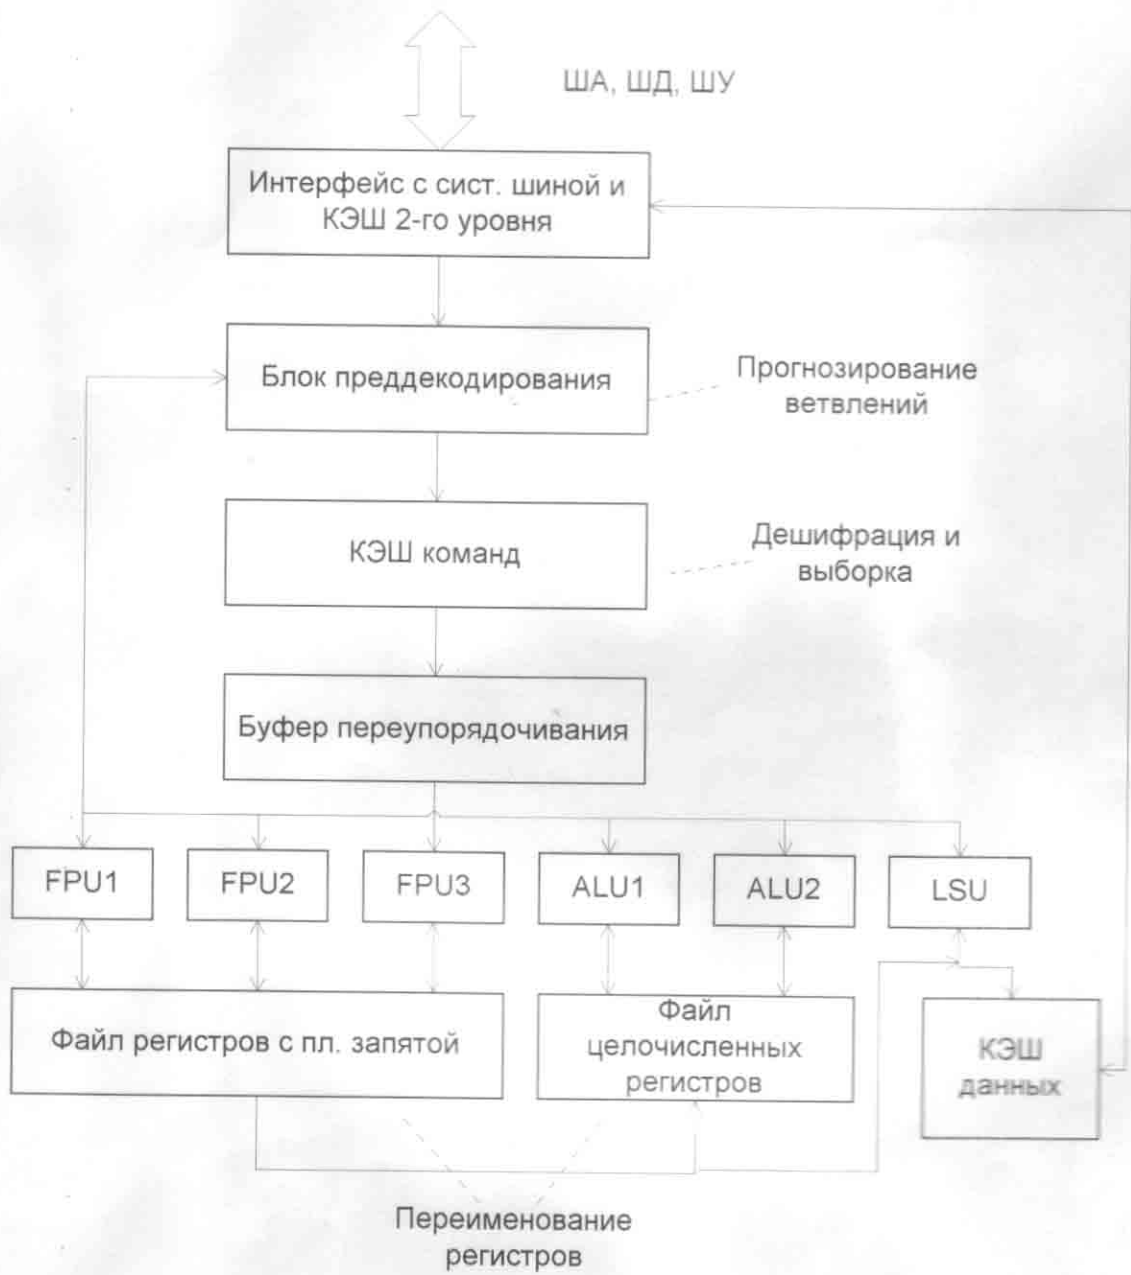 ША, ШД, ШУ
Интерфейс с сист. шиной и
КЭШ 2-го уровня
Блок преддекодирования
Прогнозирование
ветвлений
КЭШ команд
Дешифрация и
выборка
Буфер переупорядочивания
FPU1
FPU2
FPU3
ALU1
ALU2
LSU
Файл регистров с пл. запятой
Файл
целочисленных
регистров
КЭШ
данных
Переименование
регистров